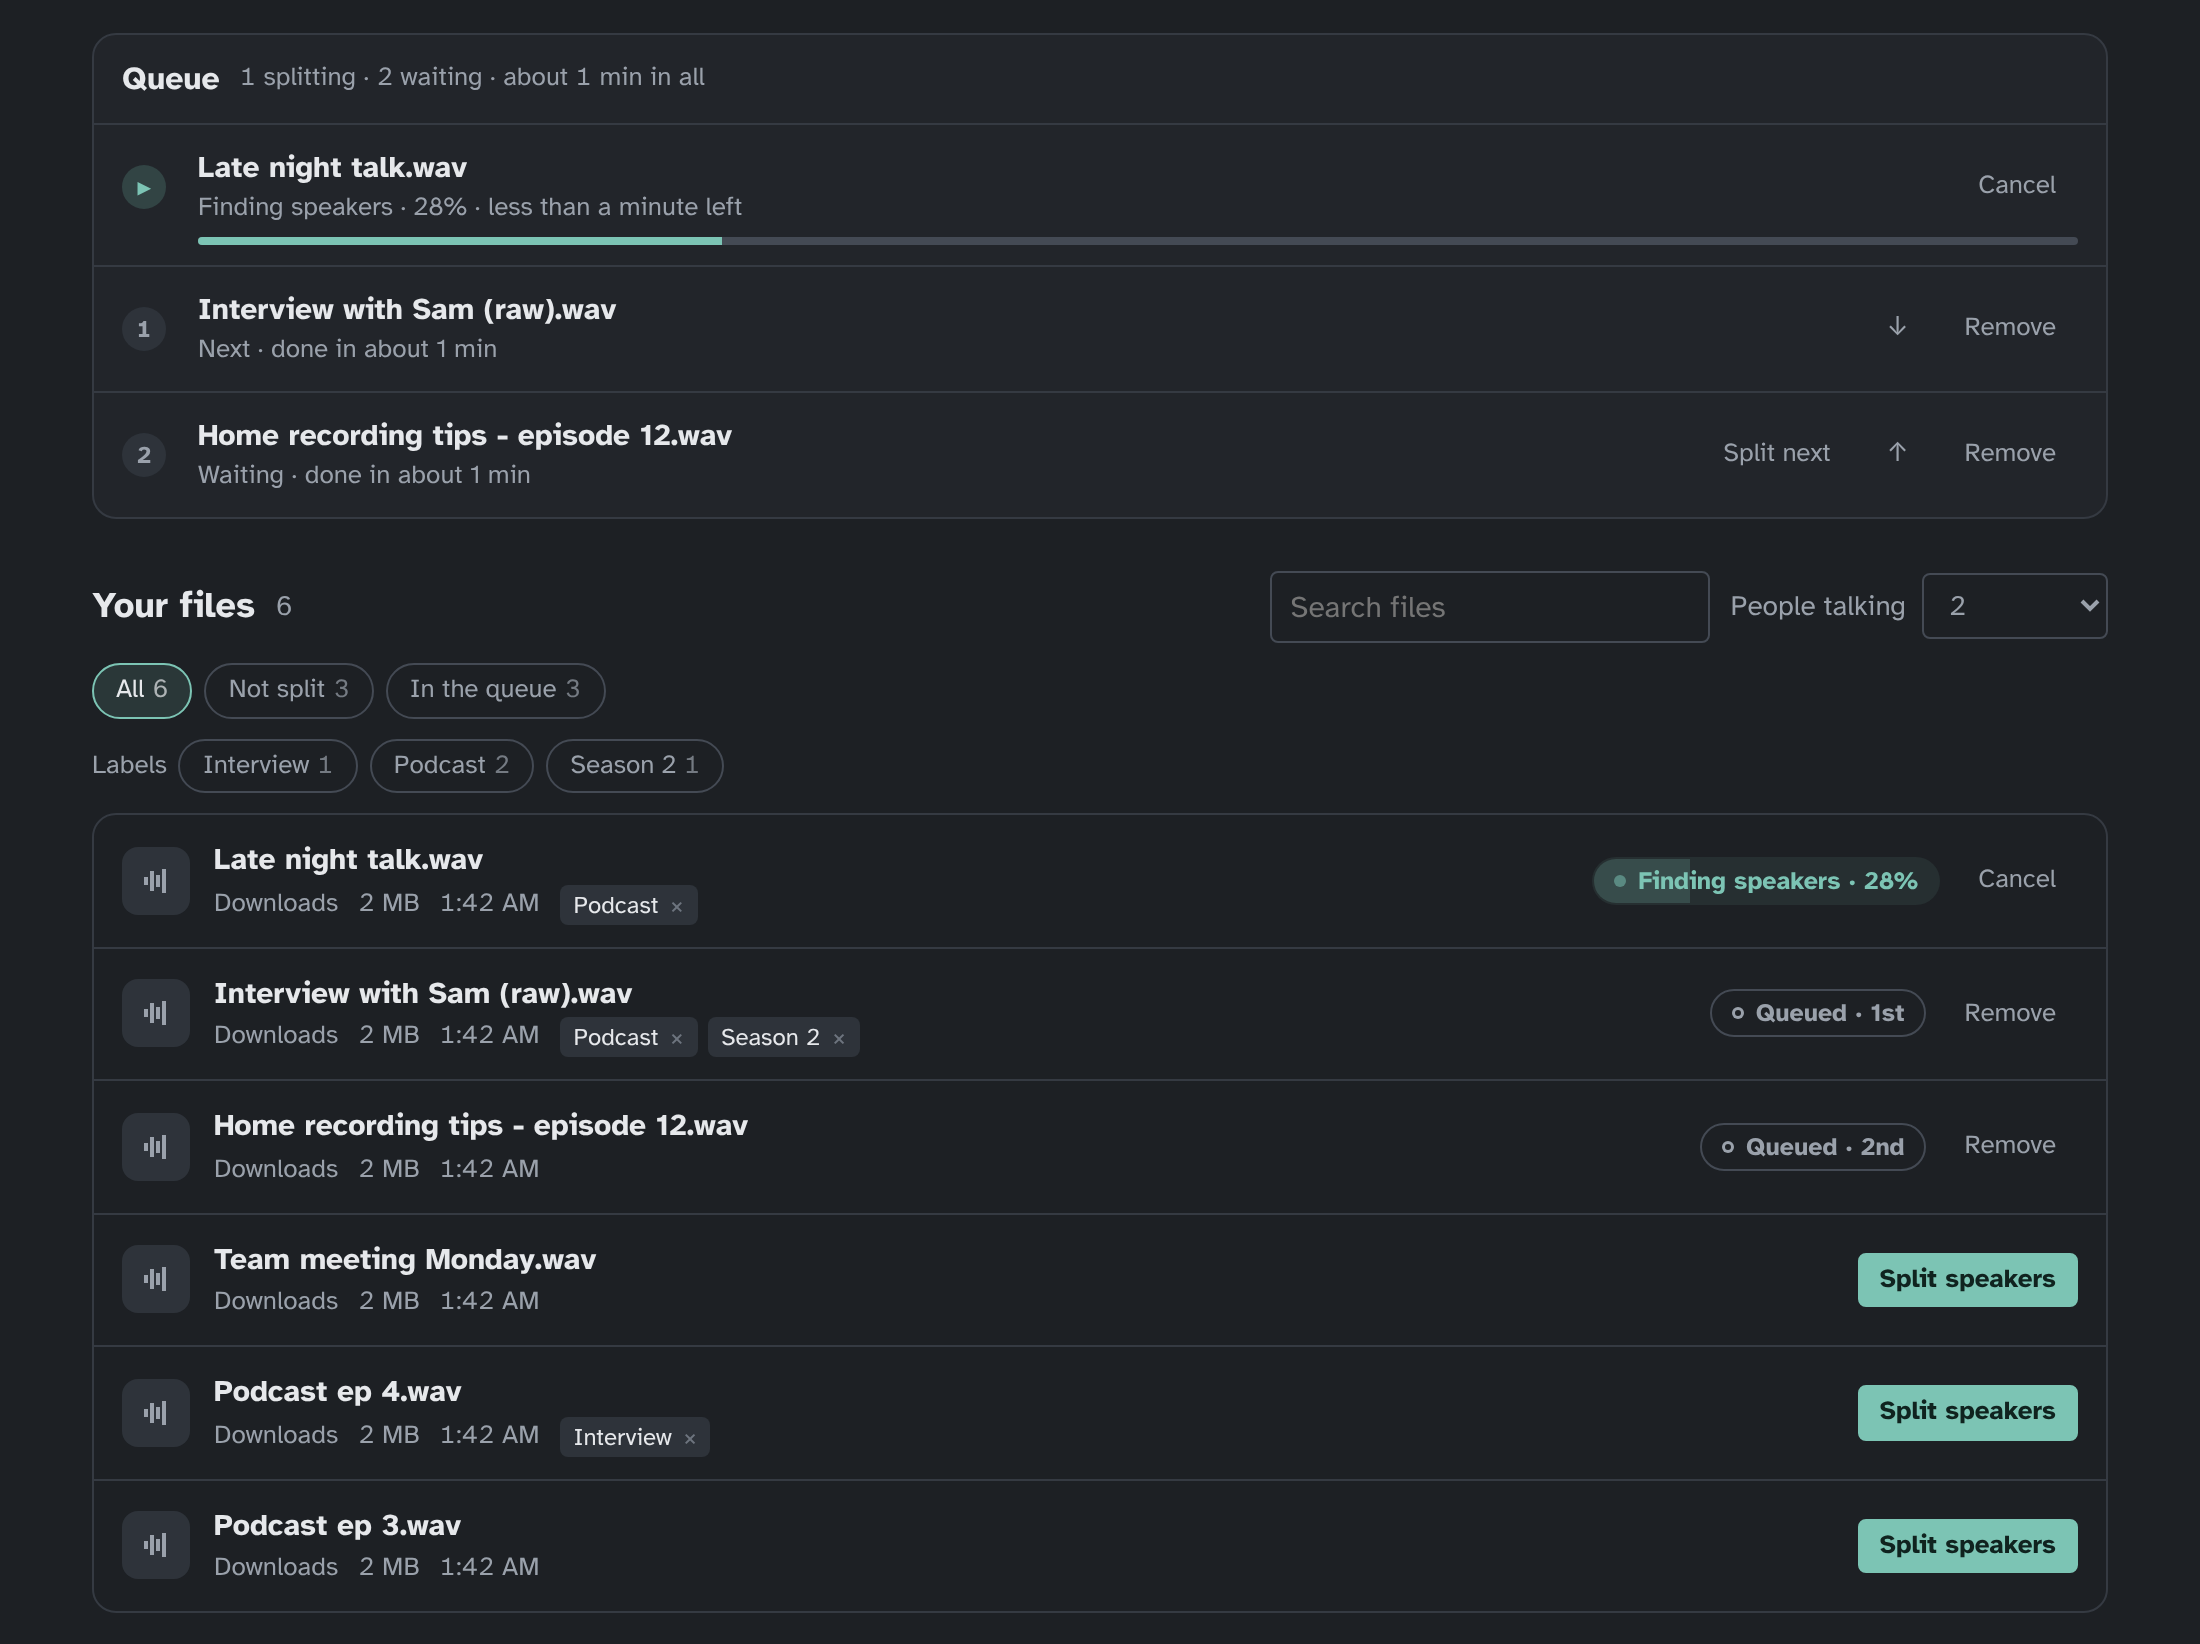 Queue 1 splitting · 2 waiting · about 1 min in all
Late night talk.wav
Finding speakers · 28% · less than a minute left
Cancel
1
Interview with Sam (raw).wav
Next · done in about 1 min
↓ Remove
2
Home recording tips - episode 12.wav
Waiting · done in about 1 min
Split next ↑ Remove
Your files 6
Search files
People talking 2
All 6 Not split 3 In the queue 3
Labels Interview 1 Podcast 2 Season 2 1
Late night talk.wav
Downloads 2 MB 1:42 AM Podcast ×
Finding speakers · 28% Cancel
Interview with Sam (raw).wav
Downloads 2 MB 1:42 AM Podcast × Season 2 ×
Queued · 1st Remove
Home recording tips - episode 12.wav
Downloads 2 MB 1:42 AM
Queued · 2nd Remove
Team meeting Monday.wav
Downloads 2 MB 1:42 AM
Split speakers
Podcast ep 4.wav
Downloads 2 MB 1:42 AM Interview ×
Split speakers
Podcast ep 3.wav
Downloads 2 MB 1:42 AM
Split speakers